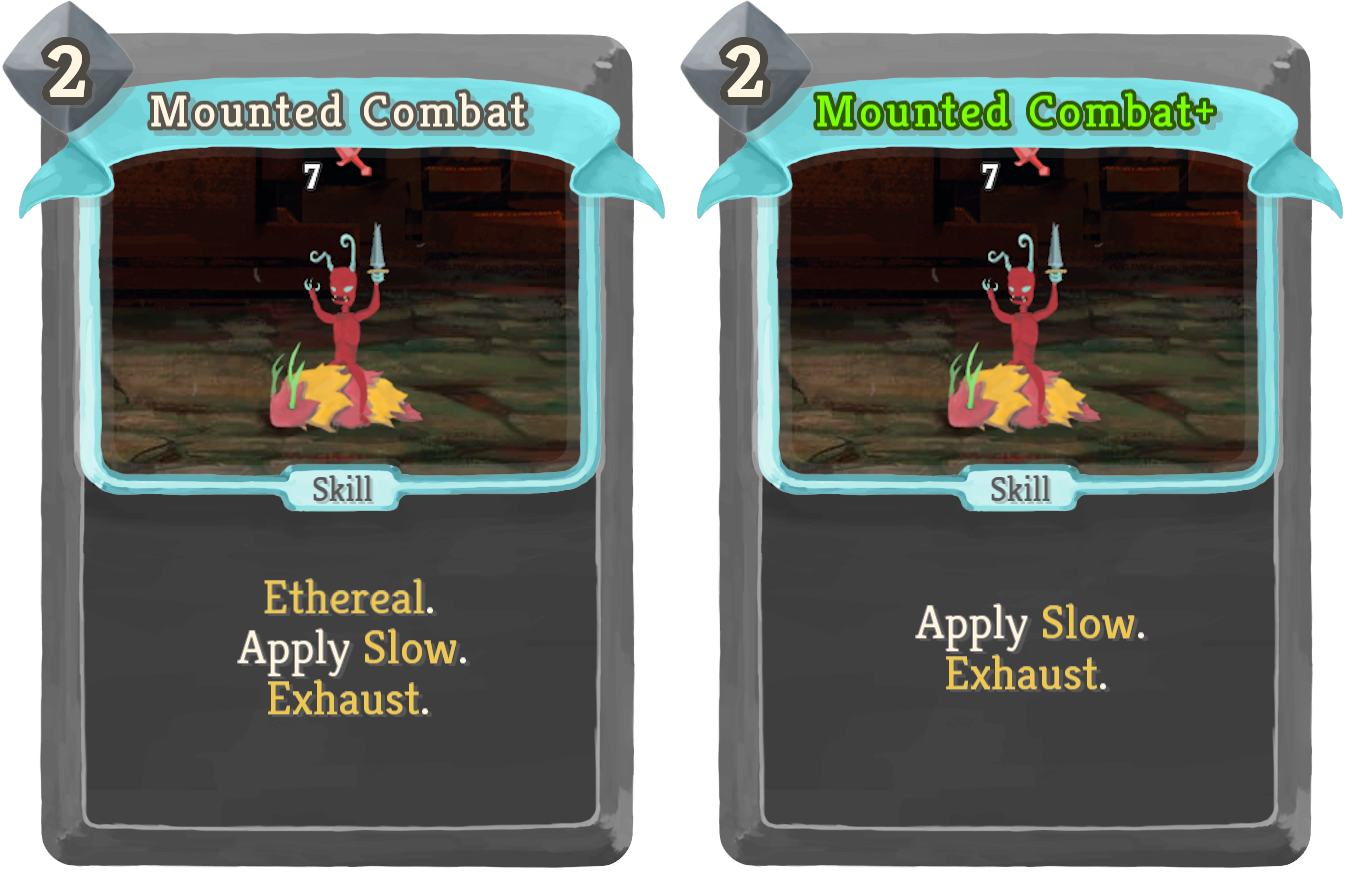 2
Mounted Combat
7
Skill
Ethereal.
Apply Slow.
Exhaust.
2
Mounted Combat+
7
Skill
Apply Slow.
Exhaust.